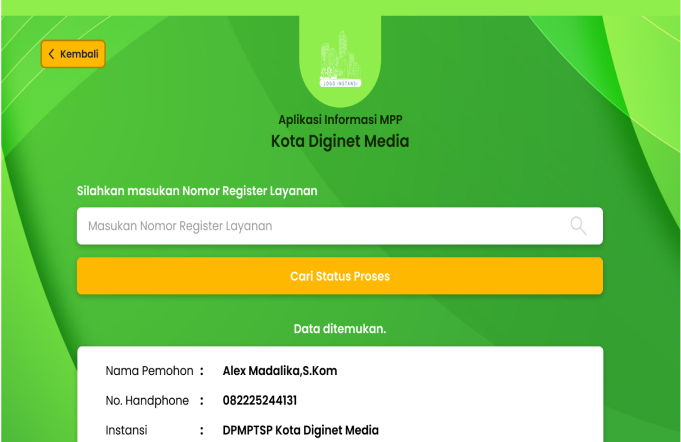 < Kembali
LOGO INSTANSI
Aplikasi Informasi MPP
Kota Diginet Media
Silahkan masukan Nomor Register Layanan
Masukan Nomor Register Layanan
Cari Status Proses
Data ditemukan.
Nama Pemohon : Alex Madalika,S.Kom
No. Handphone : 082225244131
Instansi : DPMPTSP Kota Diginet Media